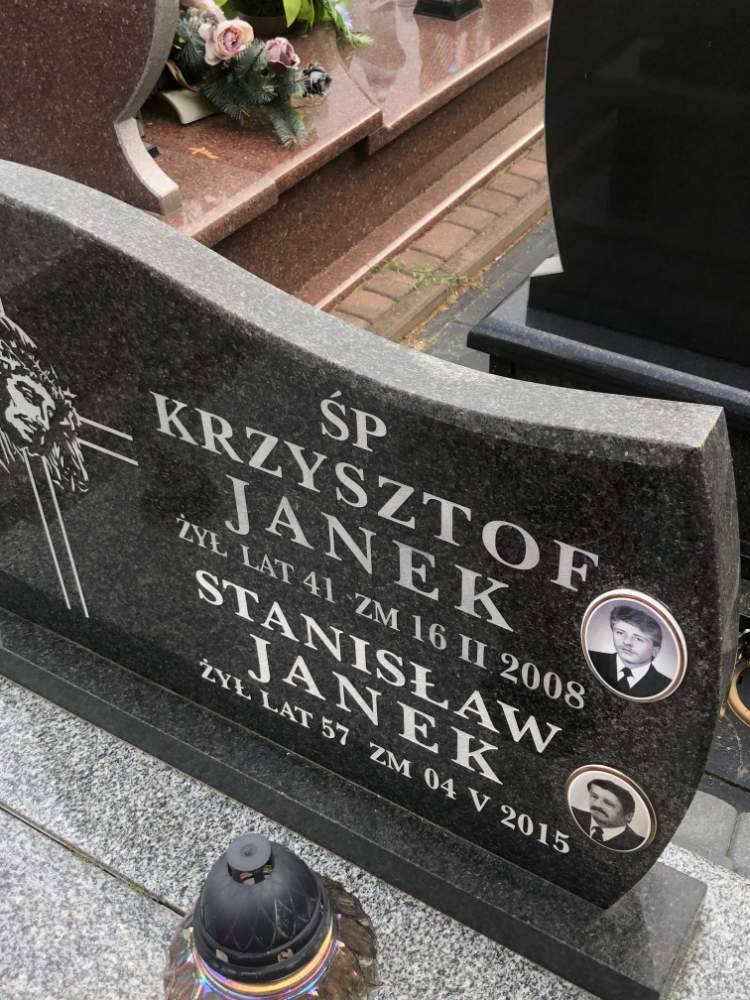 ŚP
KRZYSZTOF
JANEK
ŻYŁ LAT 41 ZM 16 II 2008
STANISŁAW
JANEK
ŻYŁ LAT 57 ZM 04 V 2015